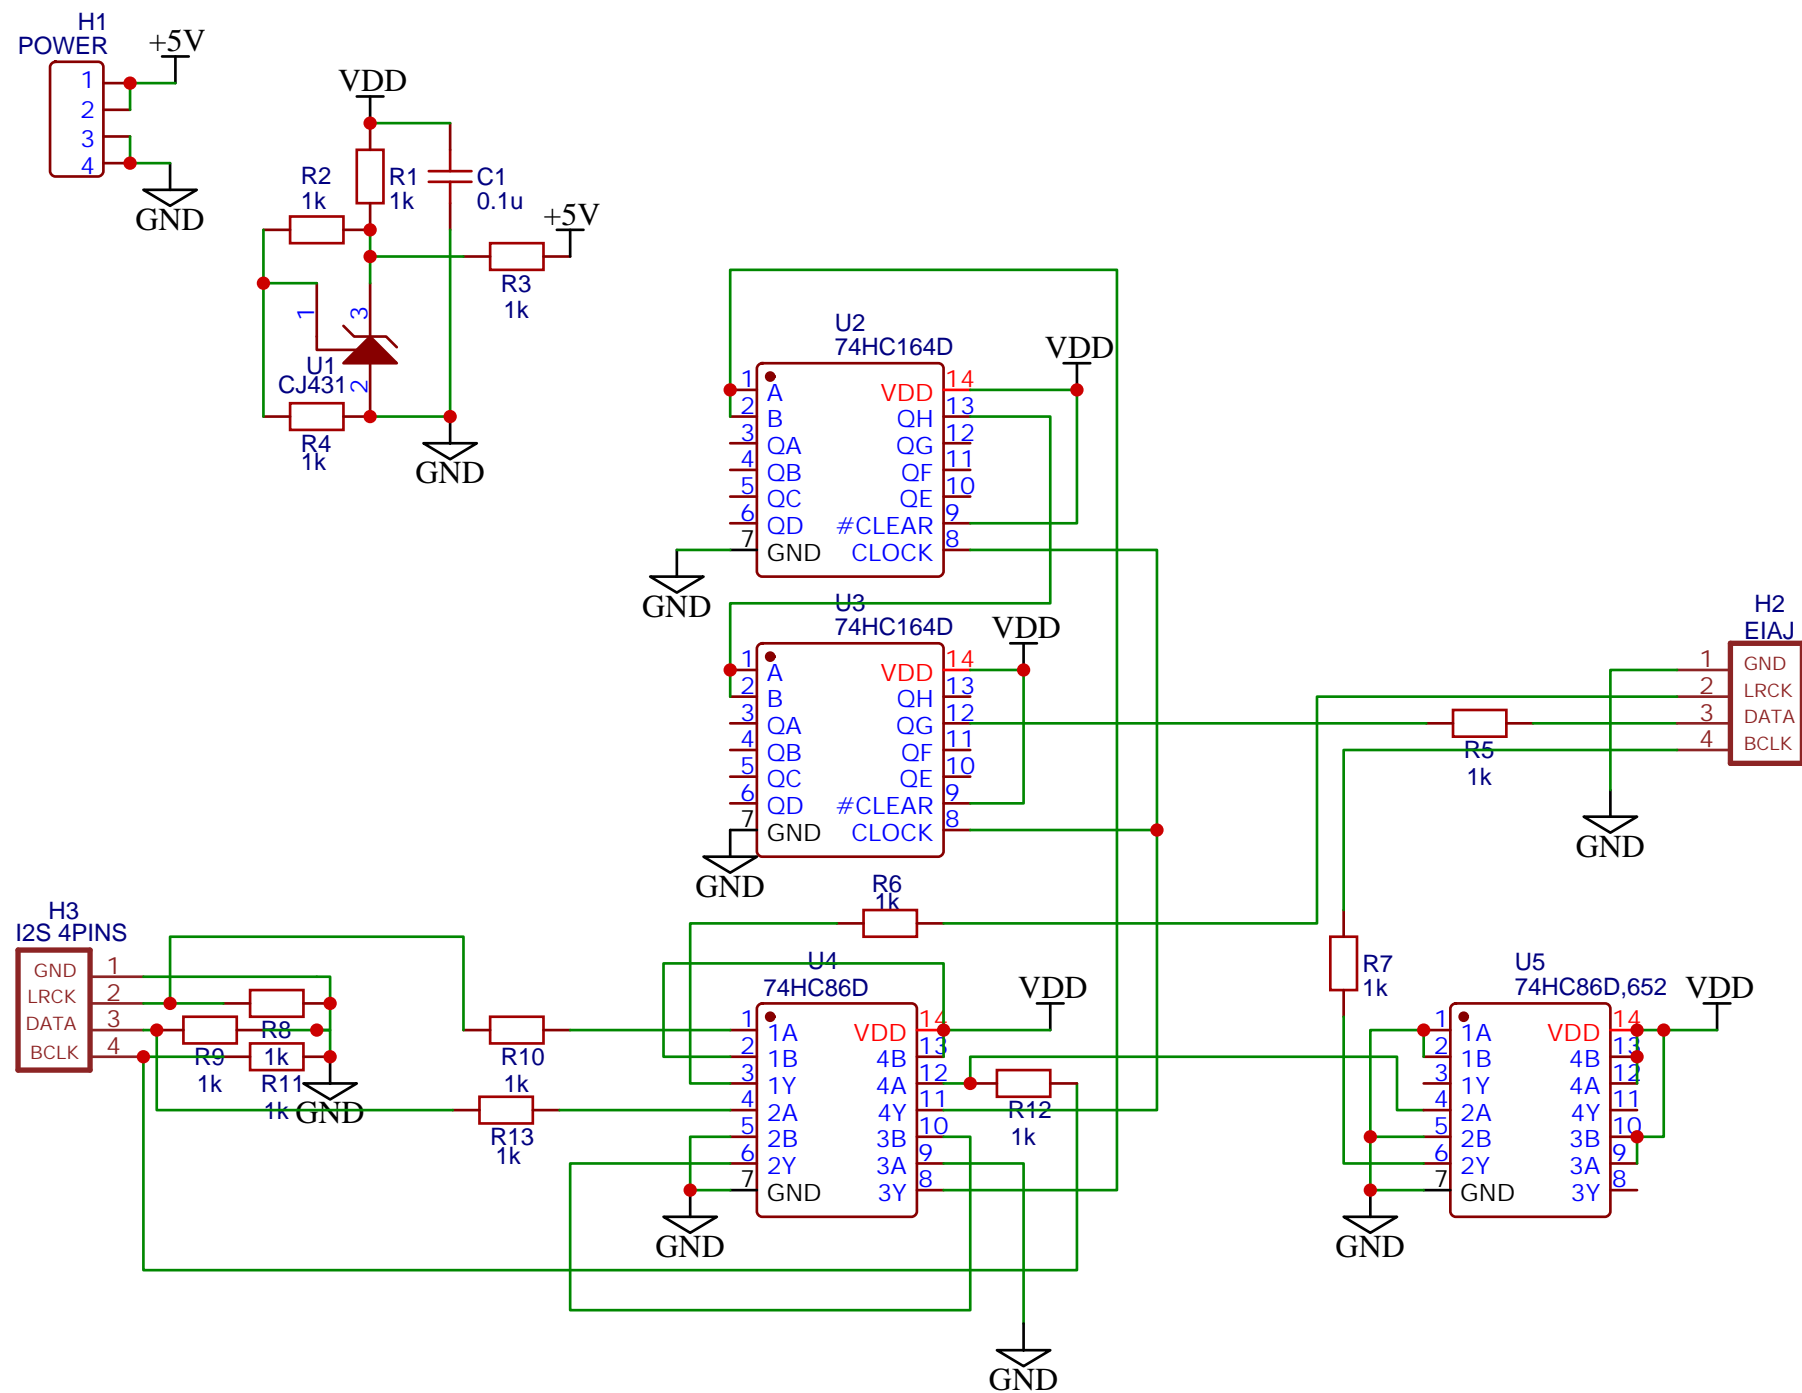 H1
POWER
+5V
1
2
3
4
GND
VDD
R2
1k
R1
1k
C1
0.1u
+5V
R3
1k
1
3
U1
CJ431
2
R4
1k
GND
U2
74HC164D
VDD
1 A VDD 14
2 B QH 13
3 QA QG 12
4 QB QF 11
5 QC QE 10
6 QD #CLEAR 9
7 GND CLOCK 8
GND
U3
74HC164D
VDD
1 A VDD 14
2 B QH 13
3 QA QG 12
4 QB QF 11
5 QC QE 10
6 QD #CLEAR 9
7 GND CLOCK 8
GND
H2
EIAJ
1 GND
2 LRCK
3 DATA
4 BCLK
R5
1k
GND
R6
1k
H3
I2S 4PINS
GND 1
LRCK 2
DATA 3
BCLK 4
R8
1k
R9
1k
R11
1k
GND
R10
1k
R13
1k
U4
74HC86D
VDD
1 1A VDD 14
2 1B 4B 13
3 1Y 4A 12
4 2A 4Y 11
5 2B 3B 10
6 2Y 3A 9
7 GND 3Y 8
GND
R12
1k
GND
R7
1k
U5
74HC86D,652
VDD
1 1A VDD 14
2 1B 4B 13
3 1Y 4A 12
4 2A 4Y 11
5 2B 3B 10
6 2Y 3A 9
7 GND 3Y 8
GND